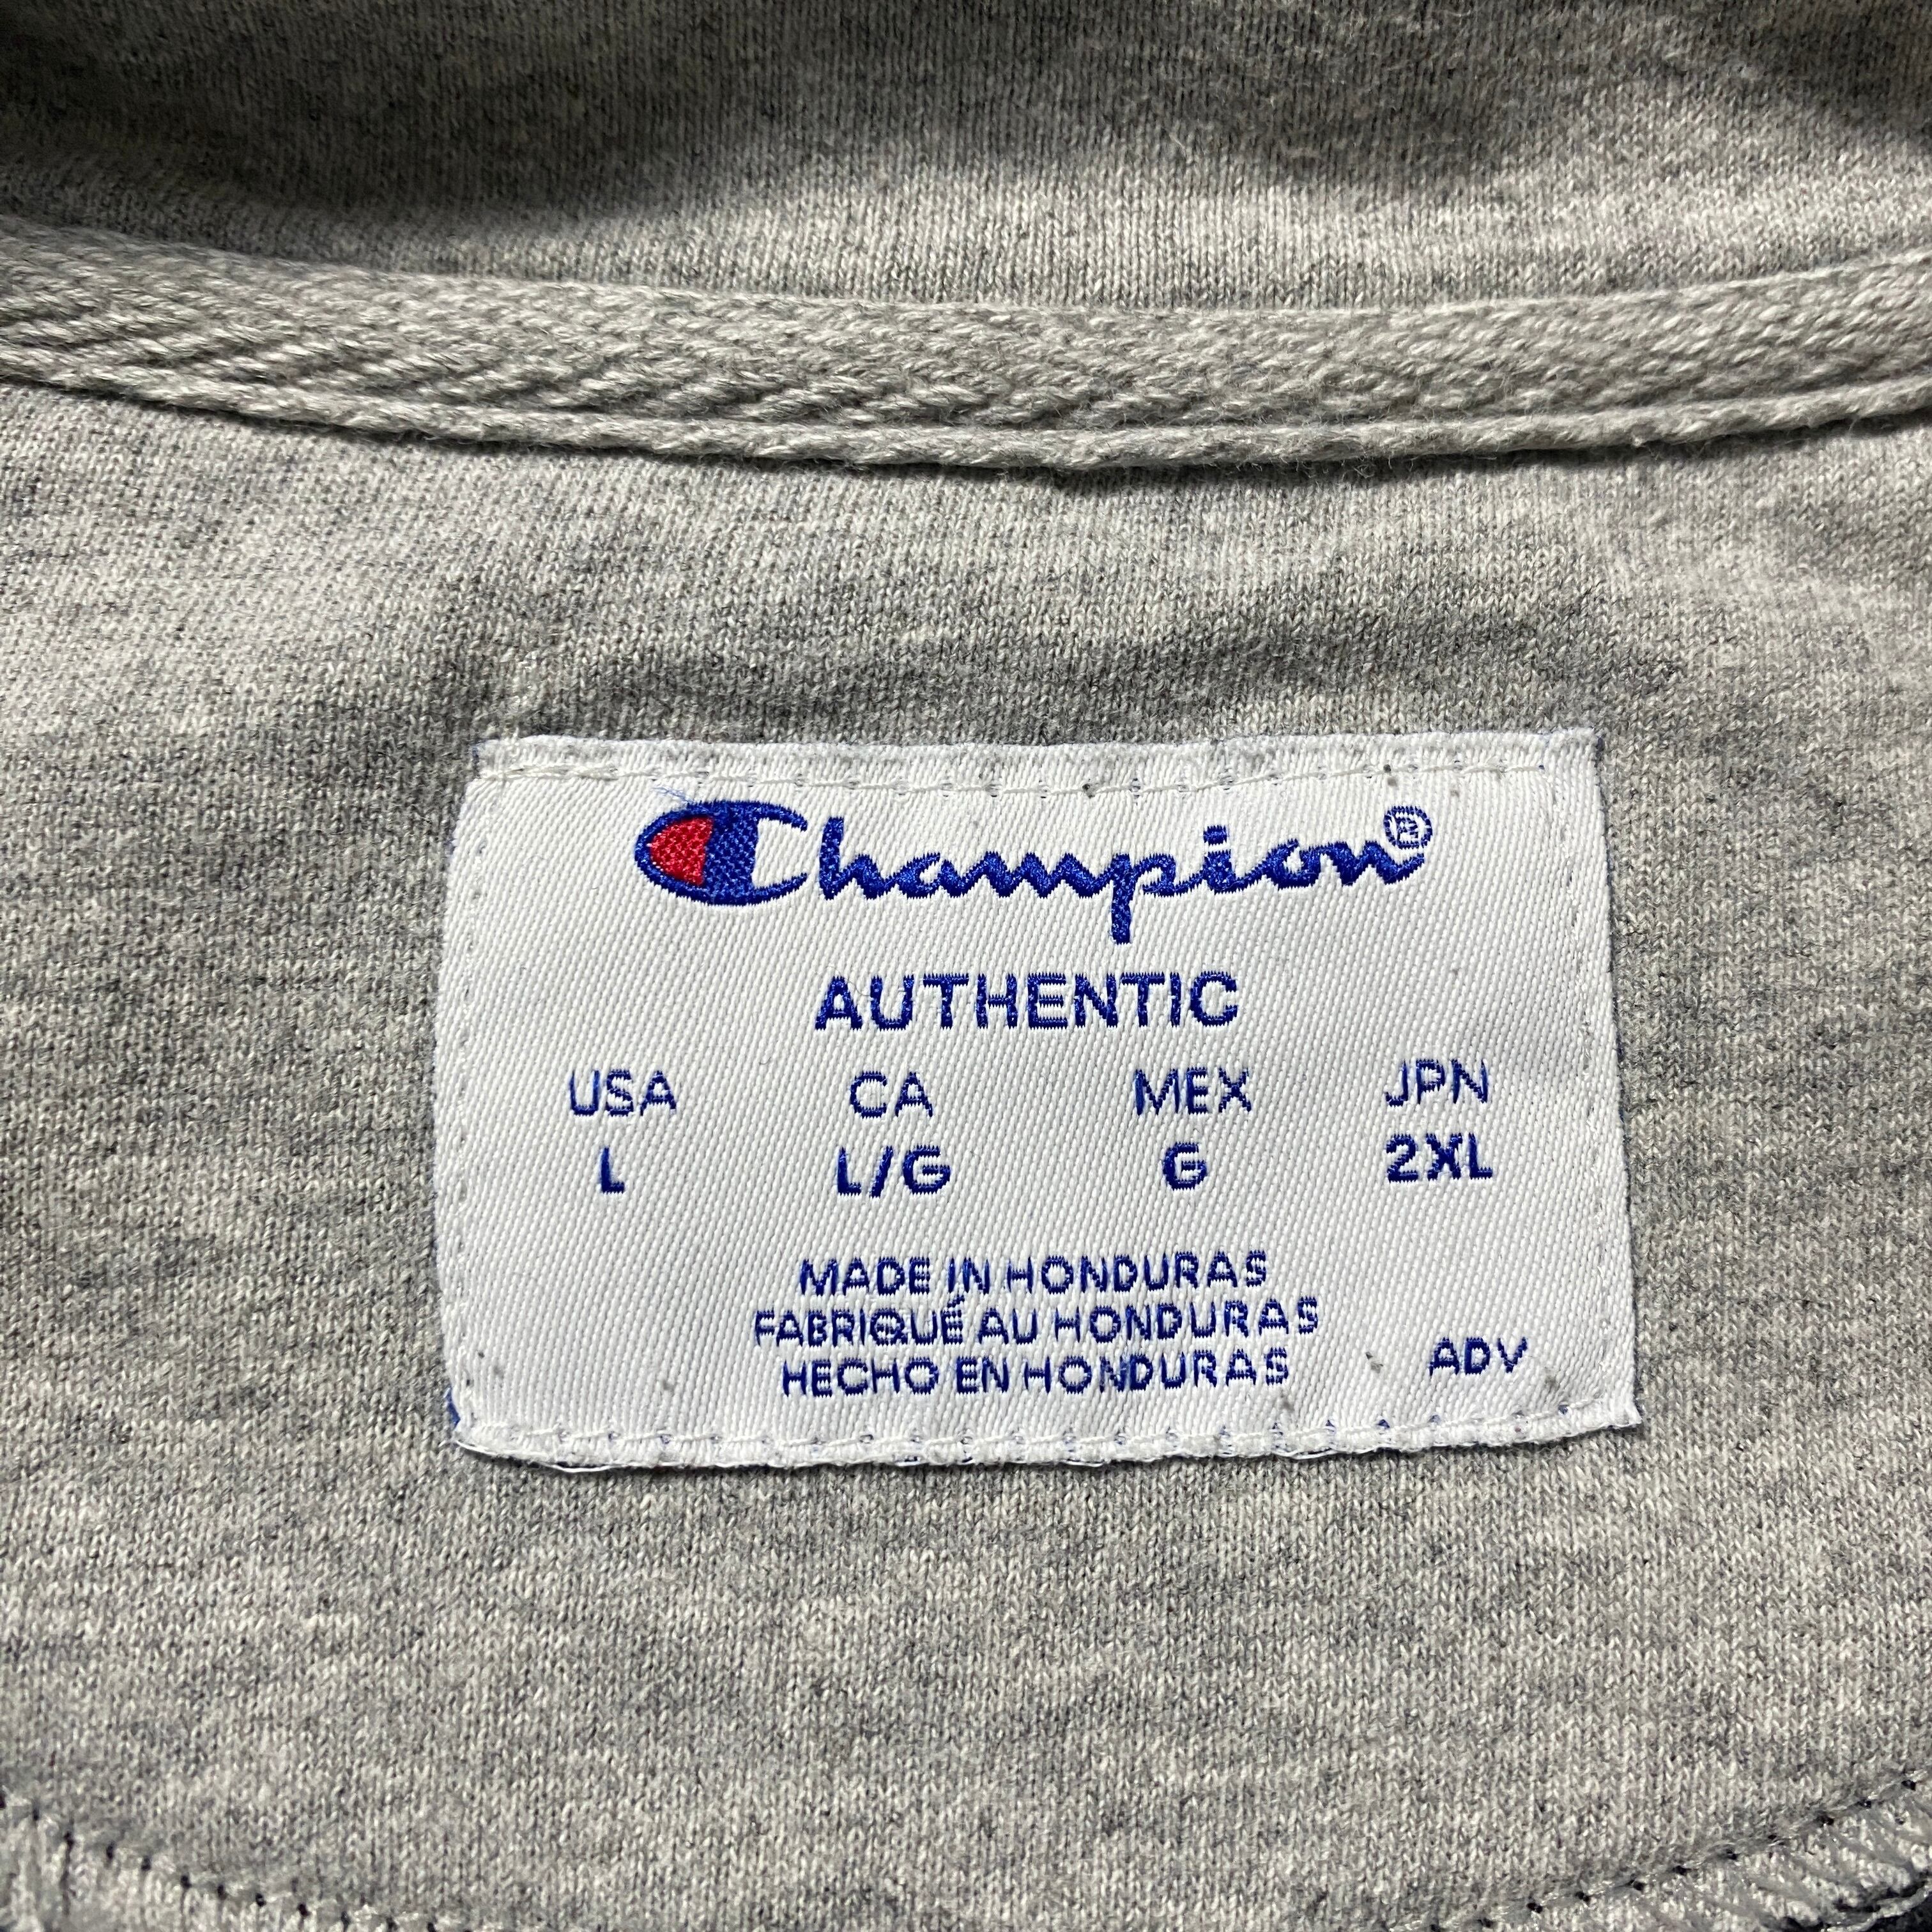 Champion®
AUTHENTIC
USA CA MEX JPN
L L/G G 2XL
MADE IN HONDURAS
FABRIQUÉ AU HONDURAS
HECHO EN HONDURAS
ADV